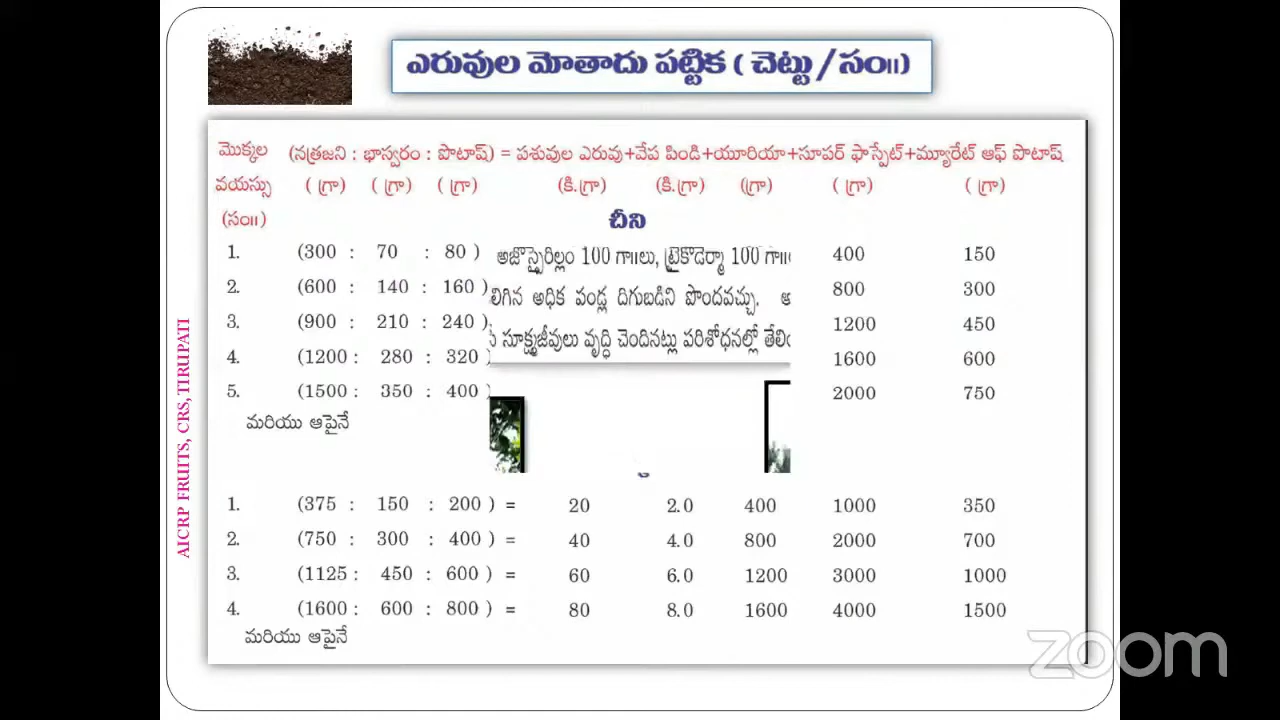 ఎరువుల మోతాదు పట్టిక ( చెట్టు / సం॥)
మొక్కల (నత్రజని : భాస్వరం : పొటాష్) = పశువుల ఎరువు+వేప పిండి+యూరియా+సూపర్ ఫాస్ఫేట్+మ్యూరేట్ ఆఫ్ పొటాష్
వయస్సు ( గ్రా) ( గ్రా) ( గ్రా) (కి.గ్రా) (కి.గ్రా) (గ్రా) ( గ్రా) ( గ్రా)
(సం॥)
చీని
1. (300 : 70 : 80 ) 400 150
అజోస్పైరిల్లం 100 గా॥లు, ట్రైకోడెర్మా 100 గా॥
2. (600 : 140 : 160 ) 800 300
లిగిన అధిక పండ్ల దిగుబడిని పొందవచ్చు. అ
3. (900 : 210 : 240 ) 1200 450
సూక్ష్మజీవులు వృద్ధి చెందినట్లు పరిశోధనల్లో తేలిం
4. (1200 : 280 : 320 ) 1600 600
5. (1500 : 350 : 400 ) 2000 750
మరియు ఆపైనే
1. (375 : 150 : 200 ) = 20 2.0 400 1000 350
2. (750 : 300 : 400 ) = 40 4.0 800 2000 700
3. (1125 : 450 : 600 ) = 60 6.0 1200 3000 1000
4. (1600 : 600 : 800 ) = 80 8.0 1600 4000 1500
మరియు ఆపైనే
AICRP FRUITS, CRS, TIRUPATI
zoom